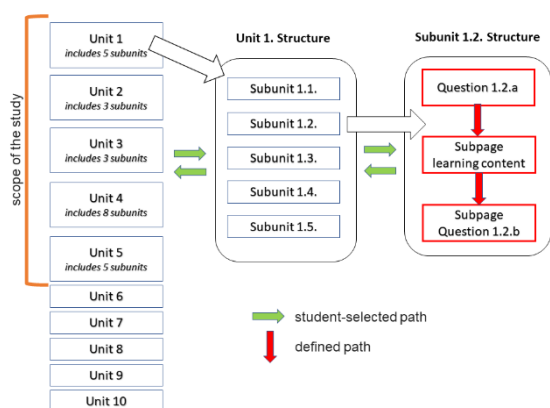 scope of the study
Unit 1
includes 5 subunits
Unit 2
includes 3 subunits
Unit 3
includes 3 subunits
Unit 4
includes 8 subunits
Unit 5
includes 5 subunits
Unit 6
Unit 7
Unit 8
Unit 9
Unit 10
Unit 1. Structure
Subunit 1.1.
Subunit 1.2.
Subunit 1.3.
Subunit 1.4.
Subunit 1.5.
Subunit 1.2. Structure
Question 1.2.a
Subpage
learning content
Subpage
Question 1.2.b
student-selected path
defined path